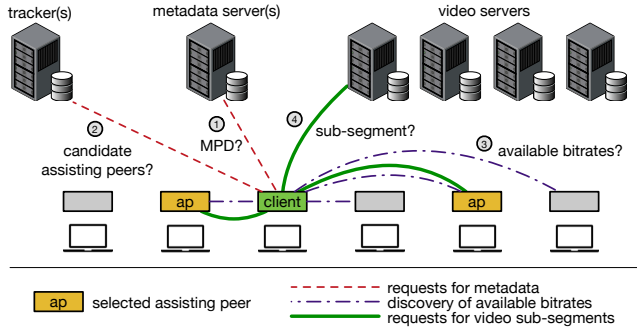 tracker(s)
metadata server(s)
video servers
4
1
2
sub-segment?
3
MPD?
available bitrates?
candidate
assisting peers?
ap
client
ap
requests for metadata
ap
selected assisting peer
discovery of available bitrates
requests for video sub-segments